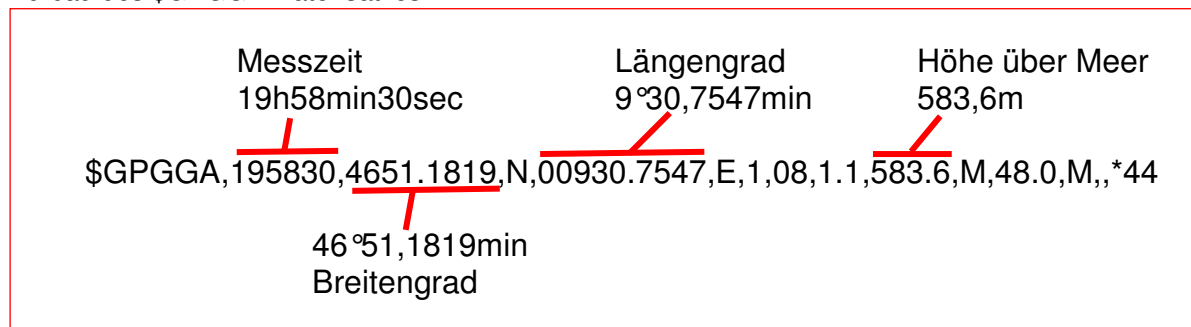 Messzeit
19h58min30sec
Längengrad
9°30,7547min
Höhe über Meer
583,6m
$GPGGA,195830,4651.1819,N,00930.7547,E,1,08,1.1,583.6,M,48.0,M,,*44
46°51,1819min
Breitengrad